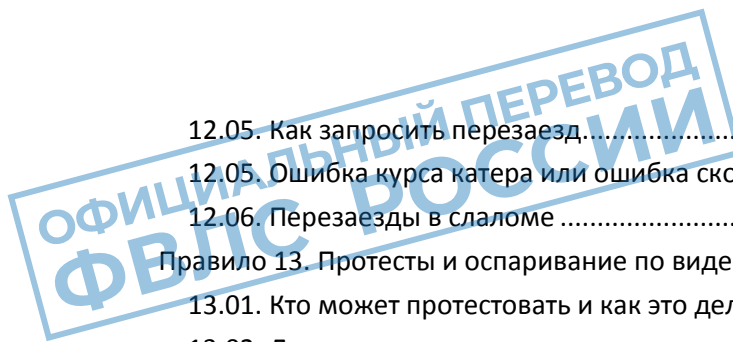 ОФИЦИАЛЬНЫЙ ПЕРЕВОД
ФВЛС РОССИИ
12.05. Как запросить перезаезд
12.05. Ошибка курса катера или ошибка ско
12.06. Перезаезды в слаломе
Правило 13. Протесты и оспаривание по виде
13.01. Кто может протестовать и как это дел